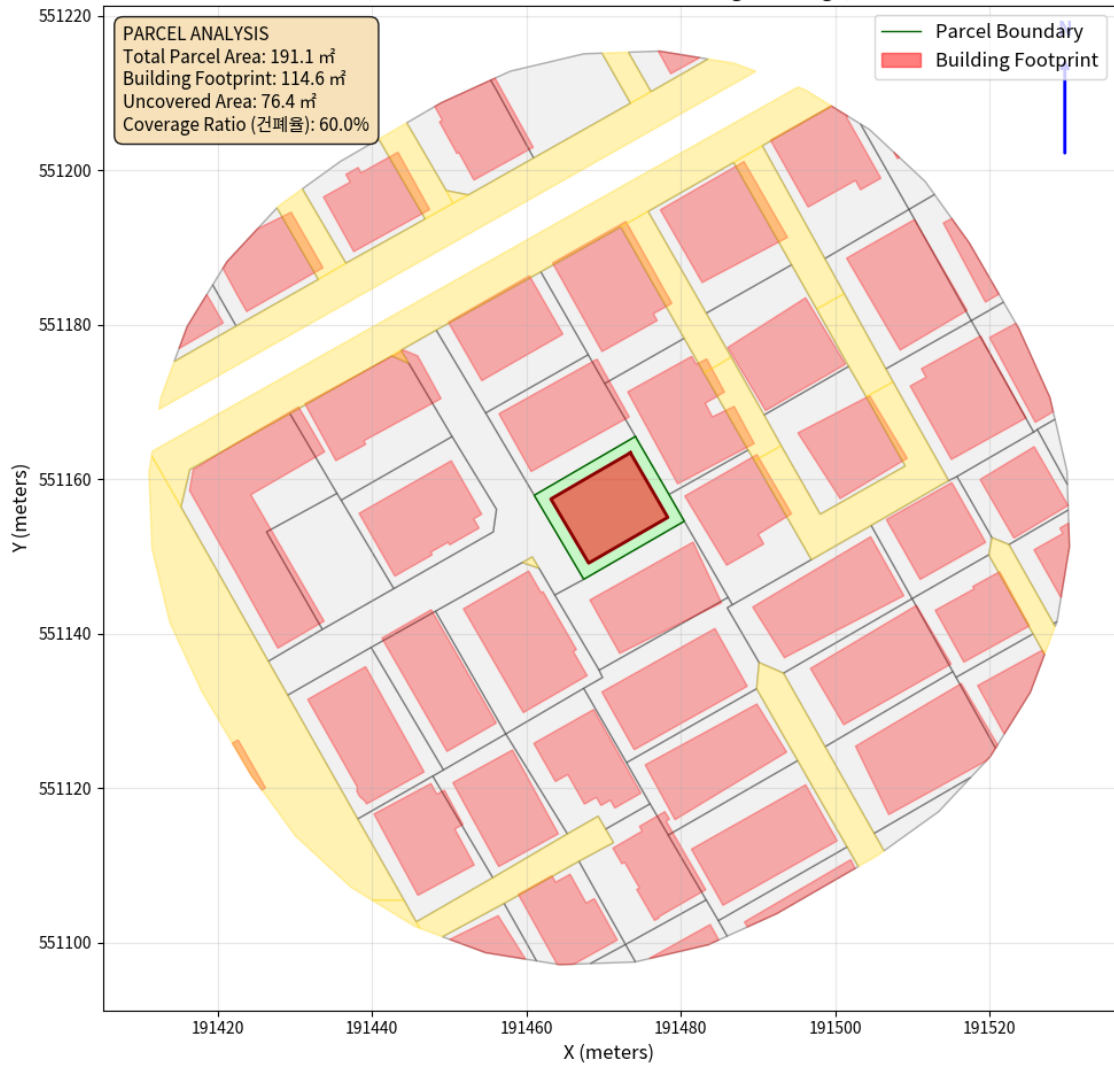 PARCEL ANALYSIS
Total Parcel Area: 191.1 ㎡
Building Footprint: 114.6 ㎡
Uncovered Area: 76.4 ㎡
Coverage Ratio (건폐율): 60.0%
Parcel Boundary
Building Footprint
N
551220
551200
551180
551160
551140
551120
551100
Y (meters)
191420
191440
191460
191480
191500
191520
X (meters)